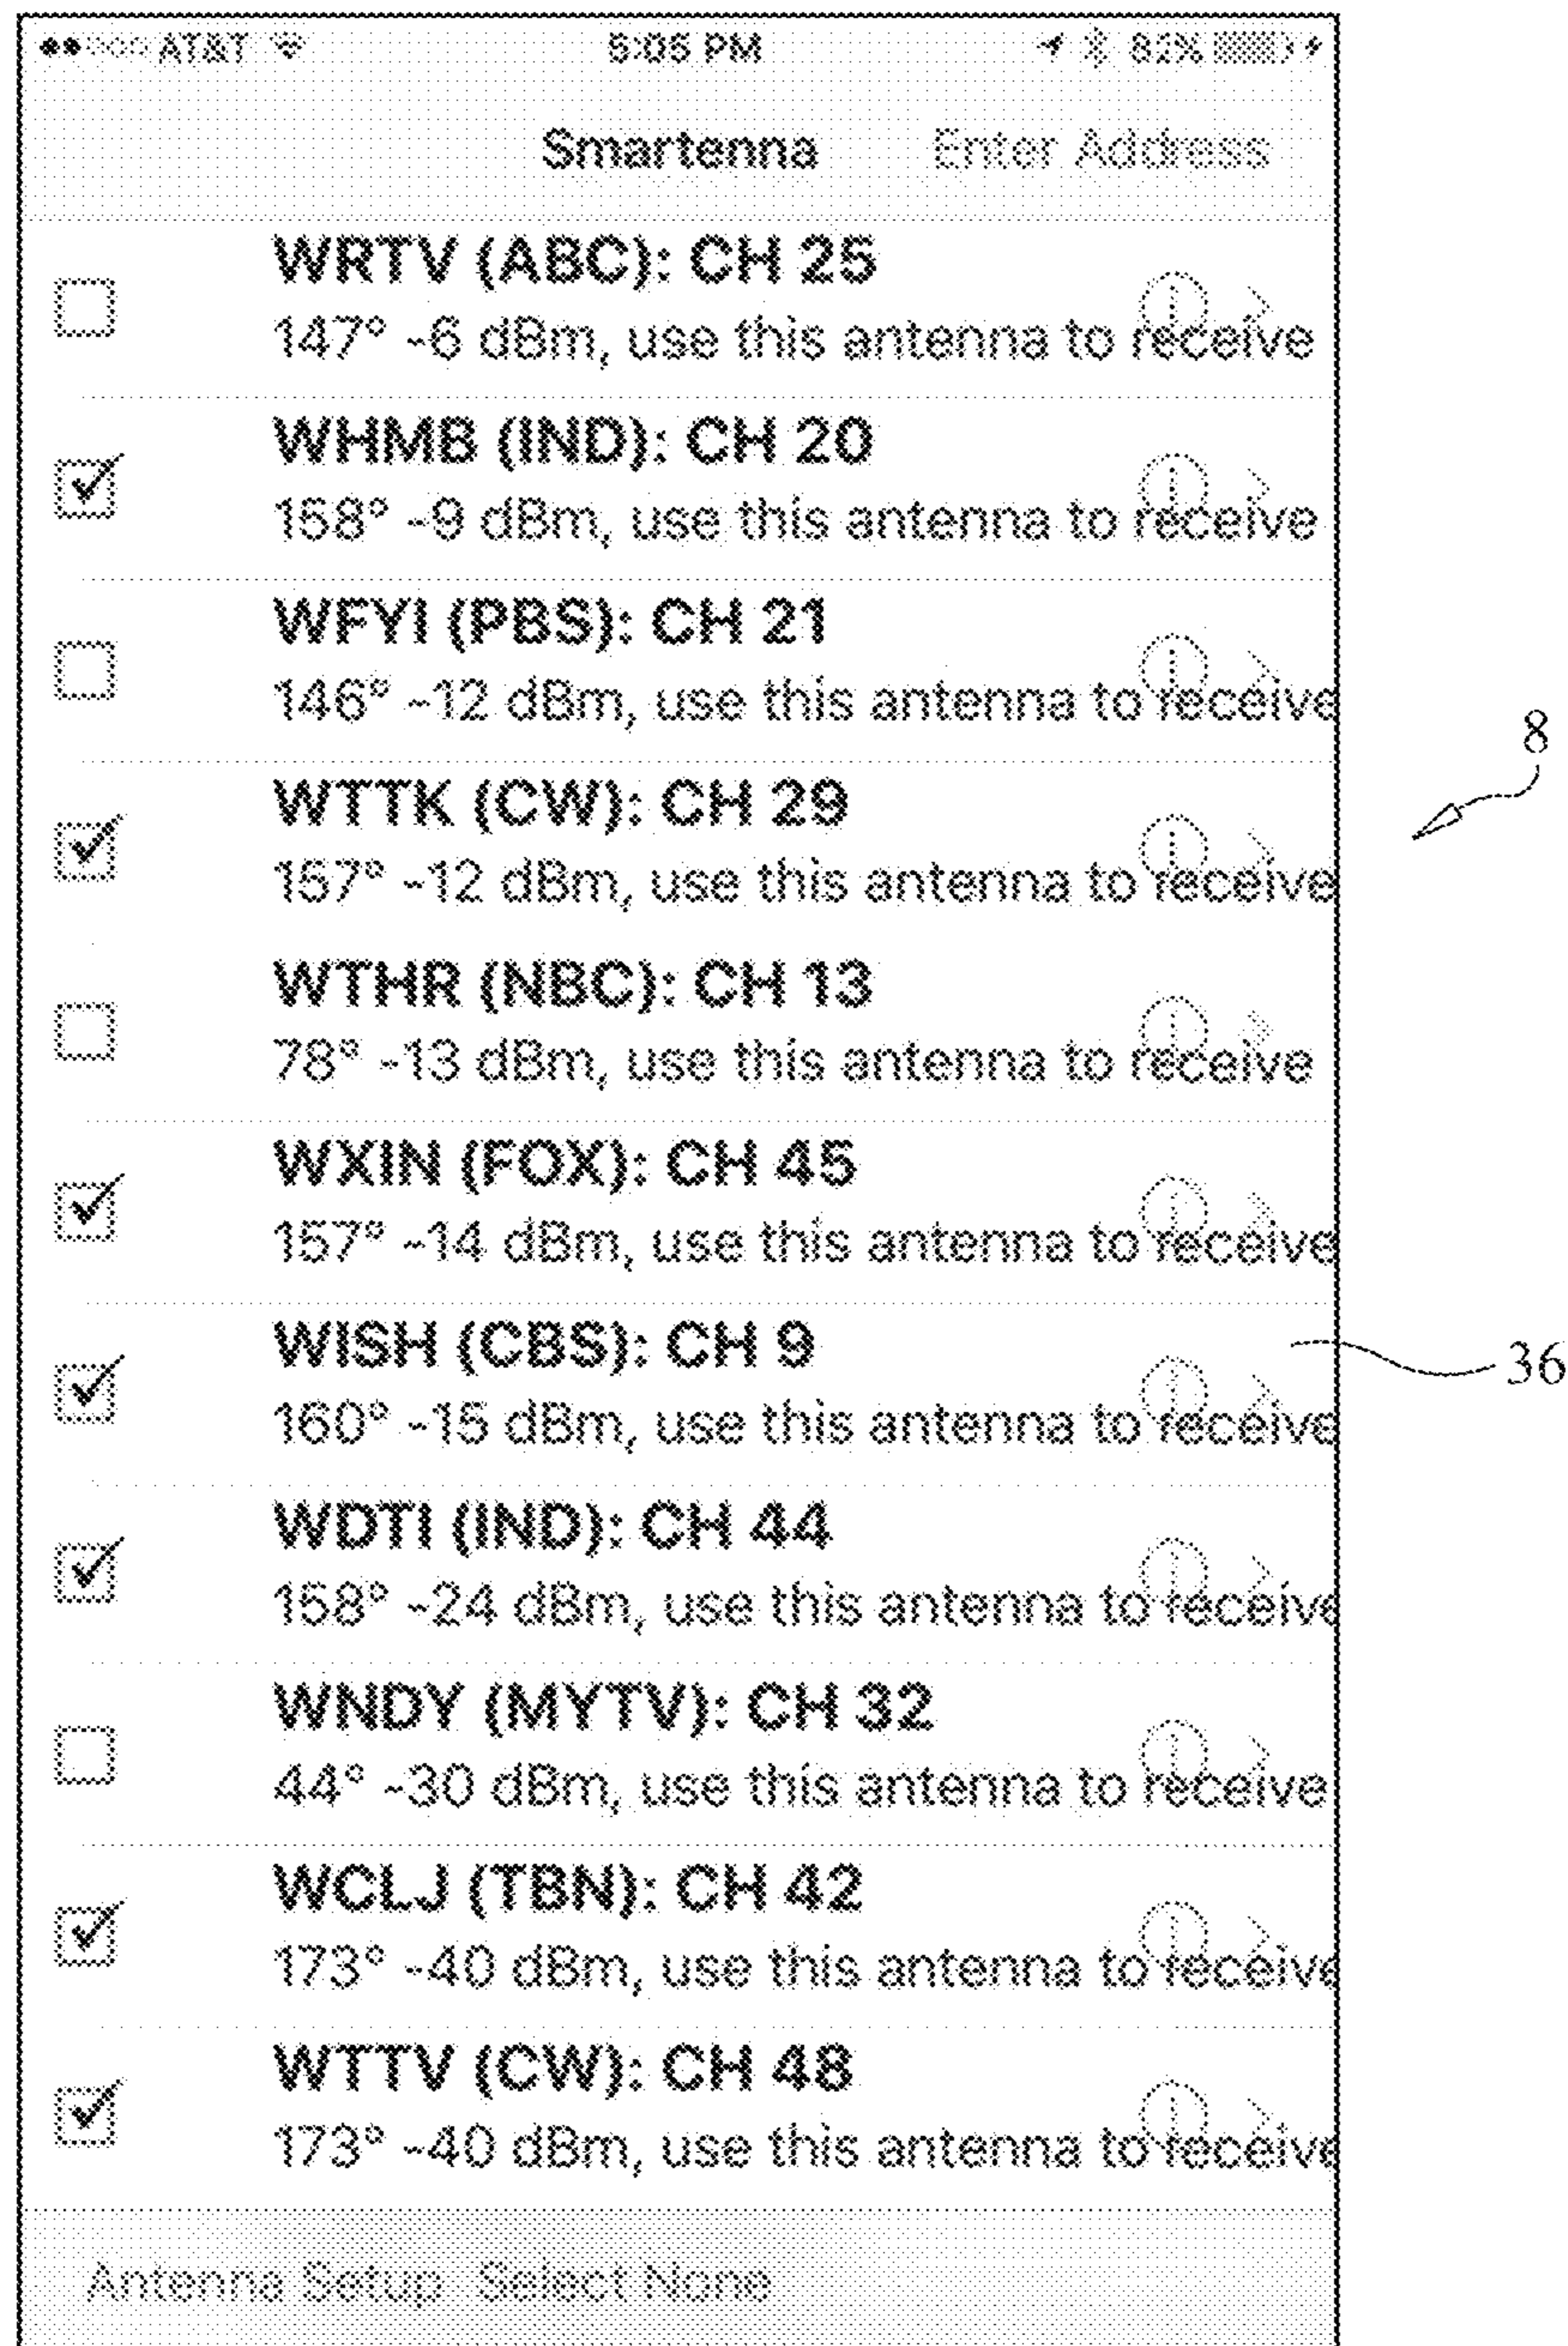 AT&T 5:05 PM 82%
Smartenna Enter Address
WRTV (ABC): CH 25
147° -6 dBm, use this antenna to receive
WHMB (IND): CH 20
158° -9 dBm, use this antenna to receive
WFYI (PBS): CH 21
146° -12 dBm, use this antenna to receive
8
WTTK (CW): CH 29
157° -12 dBm, use this antenna to receive
WTHR (NBC): CH 13
78° -13 dBm, use this antenna to receive
WXIN (FOX): CH 45
157° -14 dBm, use this antenna to receive
WISH (CBS): CH 9
36
160° -15 dBm, use this antenna to receive
WDTI (IND): CH 44
158° -24 dBm, use this antenna to receive
WNDY (MYTV): CH 32
44° -30 dBm, use this antenna to receive
WCLJ (TBN): CH 42
173° -40 dBm, use this antenna to receive
WTTV (CW): CH 48
173° -40 dBm, use this antenna to receive
Antenna Setup Select None